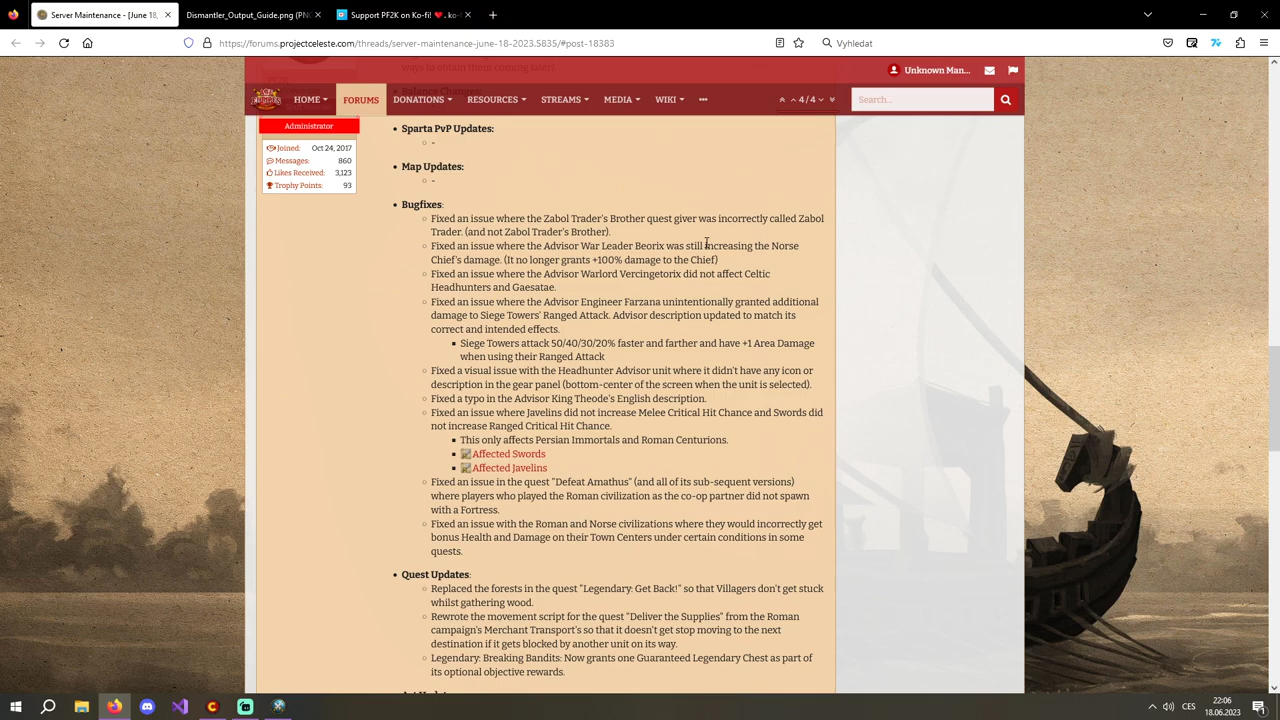 Server Maintenance - [June 18,
Dismantler_Output_Guide.png (PN
Support PF2K on Ko-fi! ❤. ko-f
https://forums.projectceleste.com/threads/server-maintenance-june-18-2023.5835/#post-18383
Vyhledat
ways to obtain them coming later!
Unknown Man...
HOME
FORUMS
DONATIONS
RESOURCES
STREAMS
MEDIA
WIKI
•••
4/4
Search...
Balance Changes:
Administrator
Joined: Oct 24, 2017
Messages: 860
Likes Received: 3,123
Trophy Points: 93
• Sparta PvP Updates:
○ -
• Map Updates:
○ -
• Bugfixes:
○ Fixed an issue where the Zabol Trader's Brother quest giver was incorrectly called Zabol
Trader. (and not Zabol Trader's Brother).
○ Fixed an issue where the Advisor War Leader Beorix was still increasing the Norse
Chief's damage. (It no longer grants +100% damage to the Chief)
○ Fixed an issue where the Advisor Warlord Vercingetorix did not affect Celtic
Headhunters and Gaesatae.
○ Fixed an issue where the Advisor Engineer Farzana unintentionally granted additional
damage to Siege Towers' Ranged Attack. Advisor description updated to match its
correct and intended effects.
▪ Siege Towers attack 50/40/30/20% faster and farther and have +1 Area Damage
when using their Ranged Attack
○ Fixed a visual issue with the Headhunter Advisor unit where it didn't have any icon or
description in the gear panel (bottom-center of the screen when the unit is selected).
○ Fixed a typo in the Advisor King Theode's English description.
○ Fixed an issue where Javelins did not increase Melee Critical Hit Chance and Swords did
not increase Ranged Critical Hit Chance.
▪ This only affects Persian Immortals and Roman Centurions.
▪ Affected Swords
▪ Affected Javelins
○ Fixed an issue in the quest "Defeat Amathus" (and all of its sub-sequent versions)
where players who played the Roman civilization as the co-op partner did not spawn
with a Fortress.
○ Fixed an issue with the Roman and Norse civilizations where they would incorrectly get
bonus Health and Damage on their Town Centers under certain conditions in some
quests.
• Quest Updates:
○ Replaced the forests in the quest "Legendary: Get Back!" so that Villagers don't get stuck
whilst gathering wood.
○ Rewrote the movement script for the quest "Deliver the Supplies" from the Roman
campaign's Merchant Transport's so that it doesn't get stop moving to the next
destination if it gets blocked by another unit on its way.
○ Legendary: Breaking Bandits: Now grants one Guaranteed Legendary Chest as part of
its optional objective rewards.
CES
22:06
18.06.2023